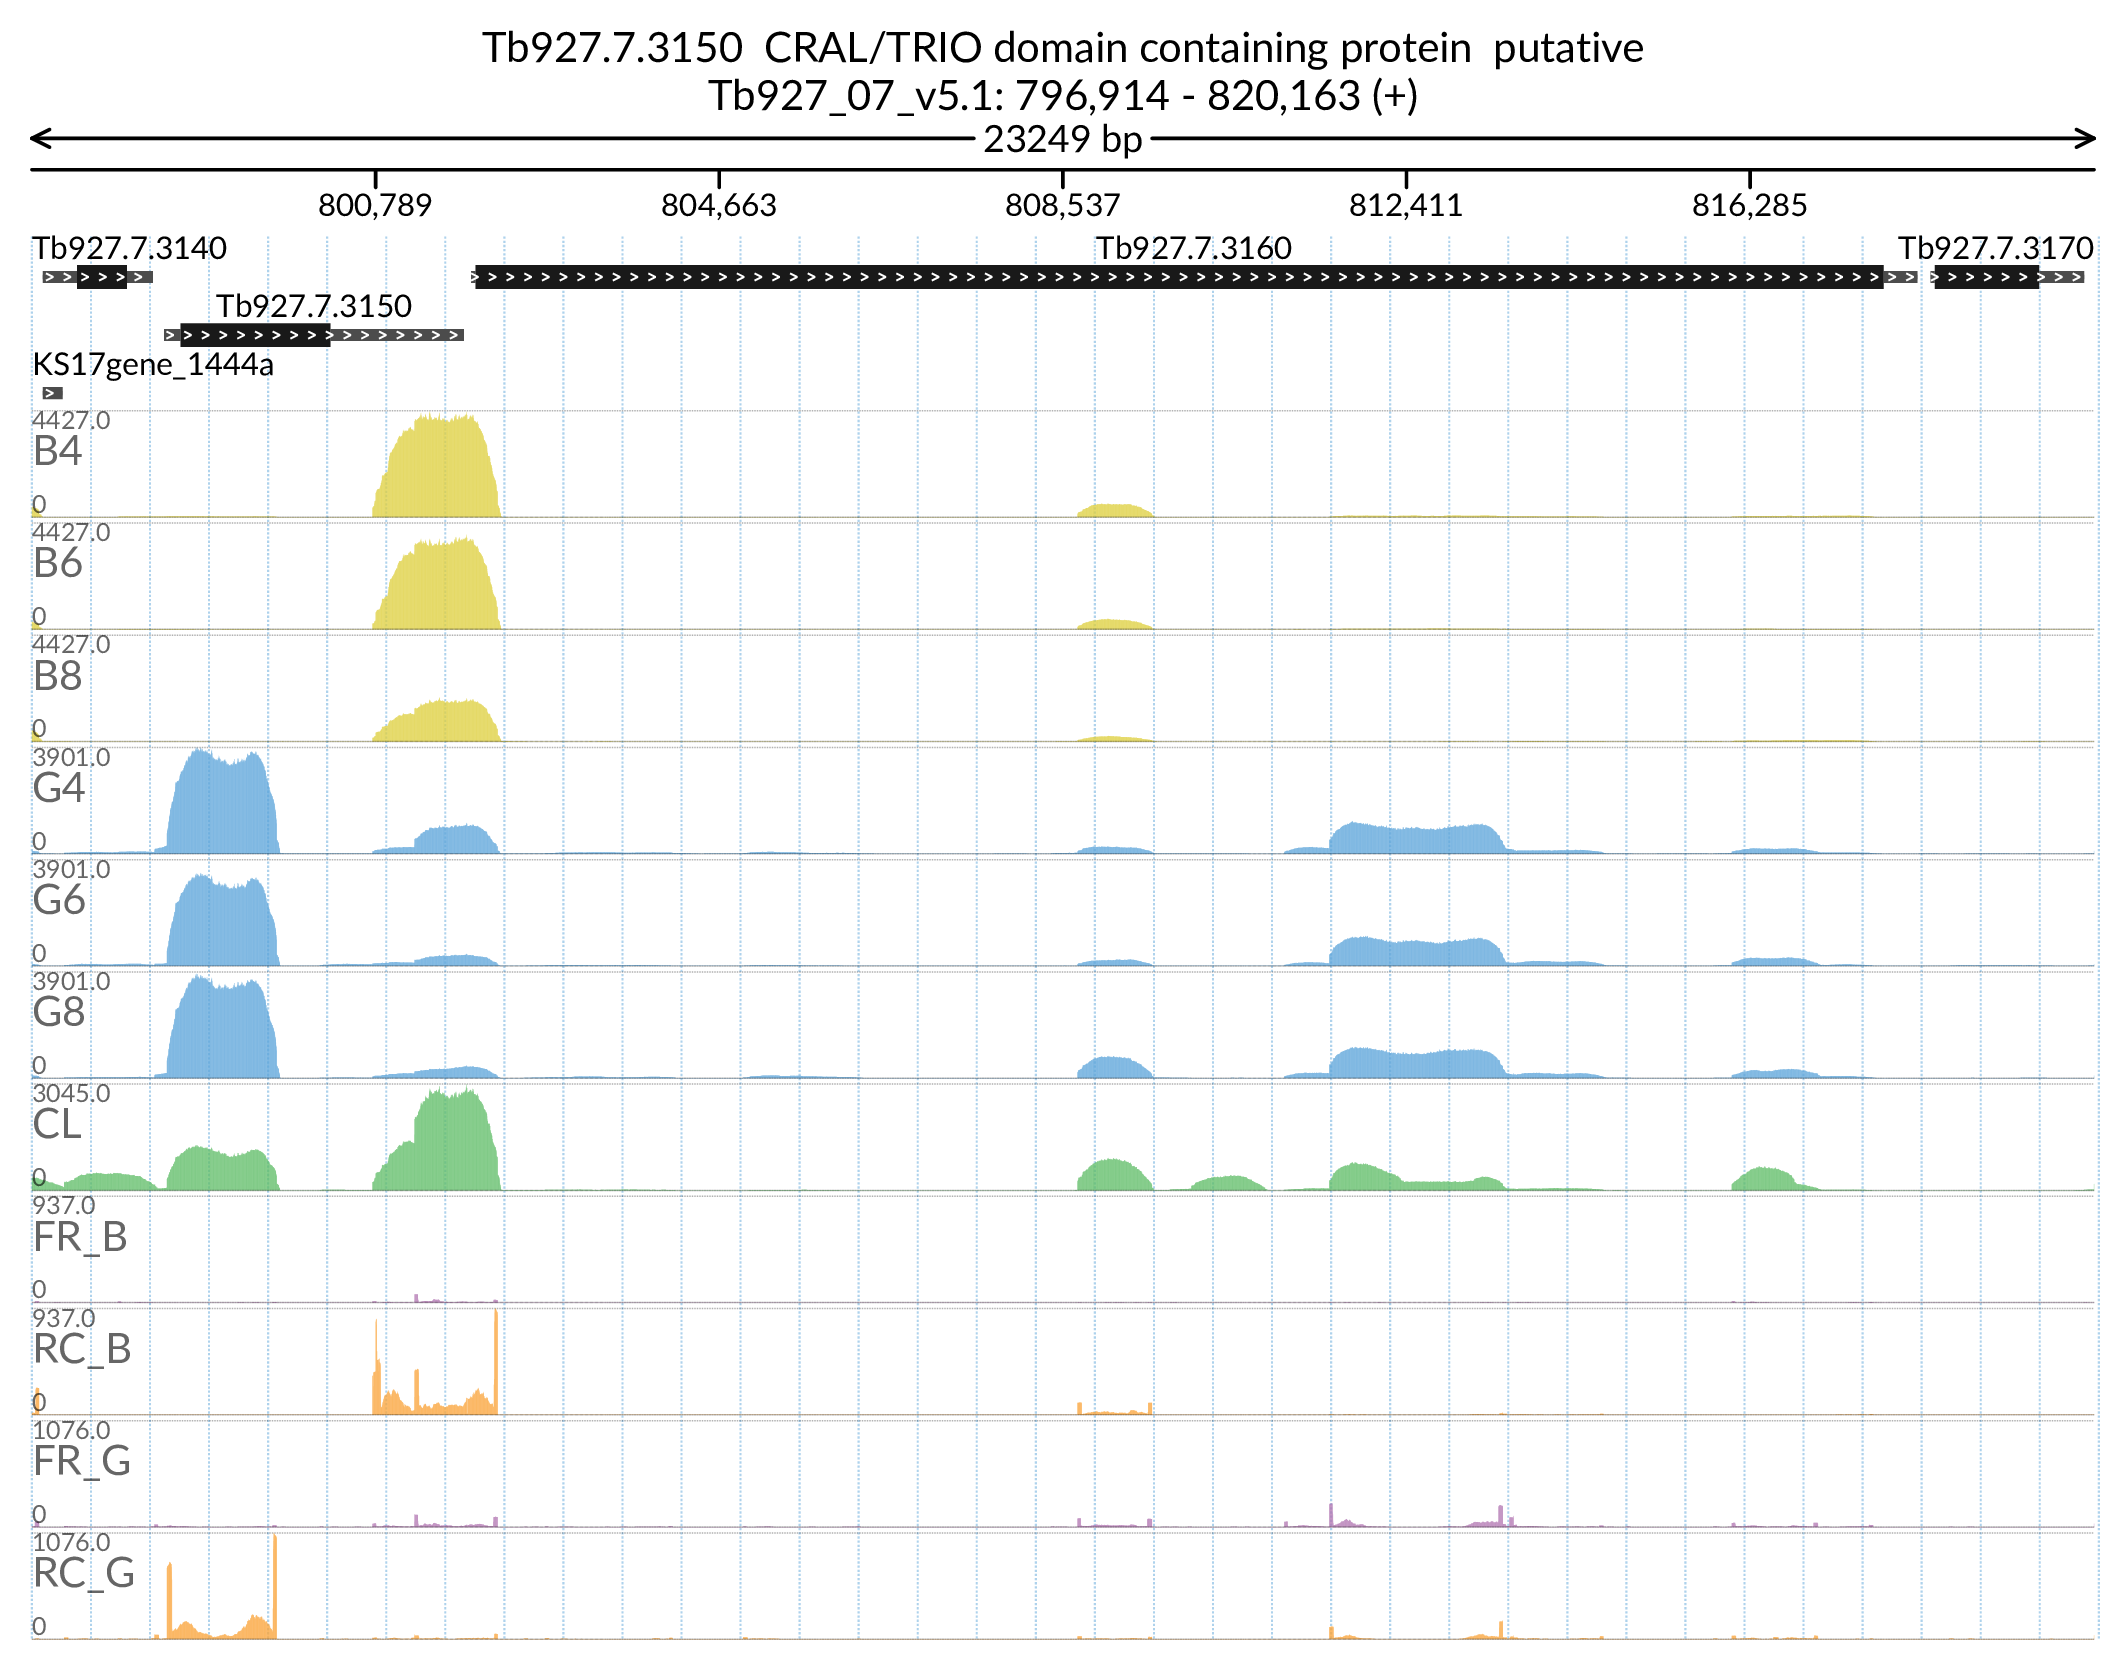 Tb927.7.3150  CRAL/TRIO domain containing protein  putative
Tb927_07_v5.1: 796,914 - 820,163 (+)
23249 bp
800,789 804,663 808,537 812,411 816,285
Tb927.7.3140 Tb927.7.3160 Tb927.7.3170
Tb927.7.3150
KS17gene_1444a
4427.0
B4
0
4427.0
B6
0
4427.0
B8
0
3901.0
G4
0
3901.0
G6
0
3901.0
G8
0
3045.0
CL
0
937.0
FR_B
0
937.0
RC_B
0
1076.0
FR_G
0
1076.0
RC_G
0